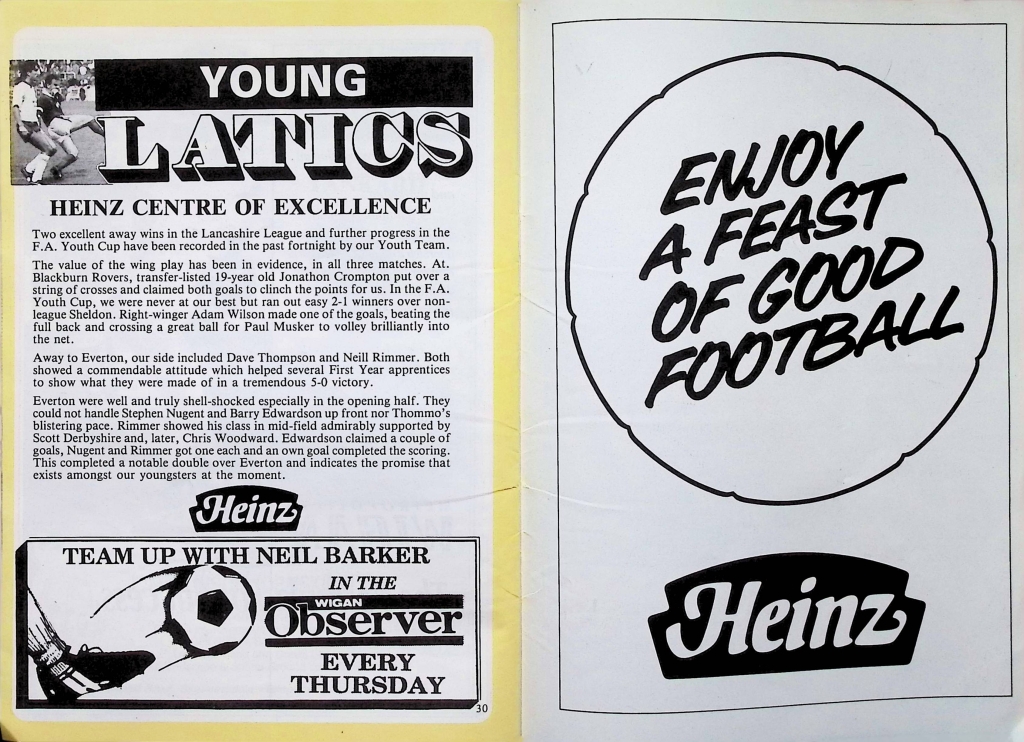 YOUNG
LATICS
HEINZ CENTRE OF EXCELLENCE
Two excellent away wins in the Lancashire League and further progress in the
F.A. Youth Cup have been recorded in the past fortnight by our Youth Team.
The value of the wing play has been in evidence, in all three matches. At.
Blackburn Rovers, transfer-listed 19-year old Jonathon Crompton put over a
string of crosses and claimed both goals to clinch the points for us. In the F.A.
Youth Cup, we were never at our best but ran out easy 2-1 winners over non-
league Sheldon. Right-winger Adam Wilson made one of the goals, beating the
full back and crossing a great ball for Paul Musker to volley brilliantly into
the net.
Away to Everton, our side included Dave Thompson and Neill Rimmer. Both
showed a commendable attitude which helped several First Year apprentices
to show what they were made of in a tremendous 5-0 victory.
Everton were well and truly shell-shocked especially in the opening half. They
could not handle Stephen Nugent and Barry Edwardson up front nor Thommo's
blistering pace. Rimmer showed his class in mid-field admirably supported by
Scott Derbyshire and, later, Chris Woodward. Edwardson claimed a couple of
goals, Nugent and Rimmer got one each and an own goal completed the scoring.
This completed a notable double over Everton and indicates the promise that
exists amongst our youngsters at the moment.
Heinz
TEAM UP WITH NEIL BARKER
IN THE
WIGAN
Observer
EVERY
THURSDAY
30
ENJOY
A FEAST
OF GOOD
FOOTBALL
Heinz